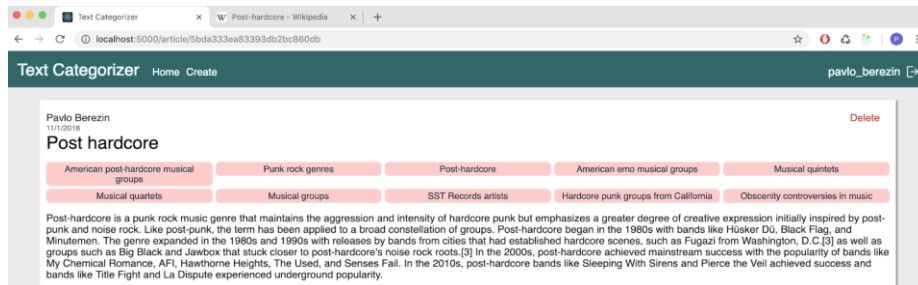 Text Categorizer
Post-hardcore - Wikipedia
localhost:5000/article/5bda333ea83393db2bc860db
Text Categorizer Home Create pavlo_berezin
Pavlo Berezin Delete
11/1/2018
Post hardcore
American post-hardcore musical groups
Punk rock genres
Post-hardcore
American emo musical groups
Musical quintets
Musical quartets
Musical groups
SST Records artists
Hardcore punk groups from California
Obscenity controversies in music
Post-hardcore is a punk rock music genre that maintains the aggression and intensity of hardcore punk but emphasizes a greater degree of creative expression initially inspired by post-
punk and noise rock. Like post-punk, the term has been applied to a broad constellation of groups. Post-hardcore began in the 1980s with bands like Hüsker Dü, Black Flag, and
Minutemen. The genre expanded in the 1980s and 1990s with releases by bands from cities that had established hardcore scenes, such as Fugazi from Washington, D.C.[3] as well as
groups such as Big Black and Jawbox that stuck closer to post-hardcore's noise rock roots.[3] In the 2000s, post-hardcore achieved mainstream success with the popularity of bands like
My Chemical Romance, AFI, Hawthorne Heights, The Used, and Senses Fail. In the 2010s, post-hardcore bands like Sleeping With Sirens and Pierce the Veil achieved success and
bands like Title Fight and La Dispute experienced underground popularity.